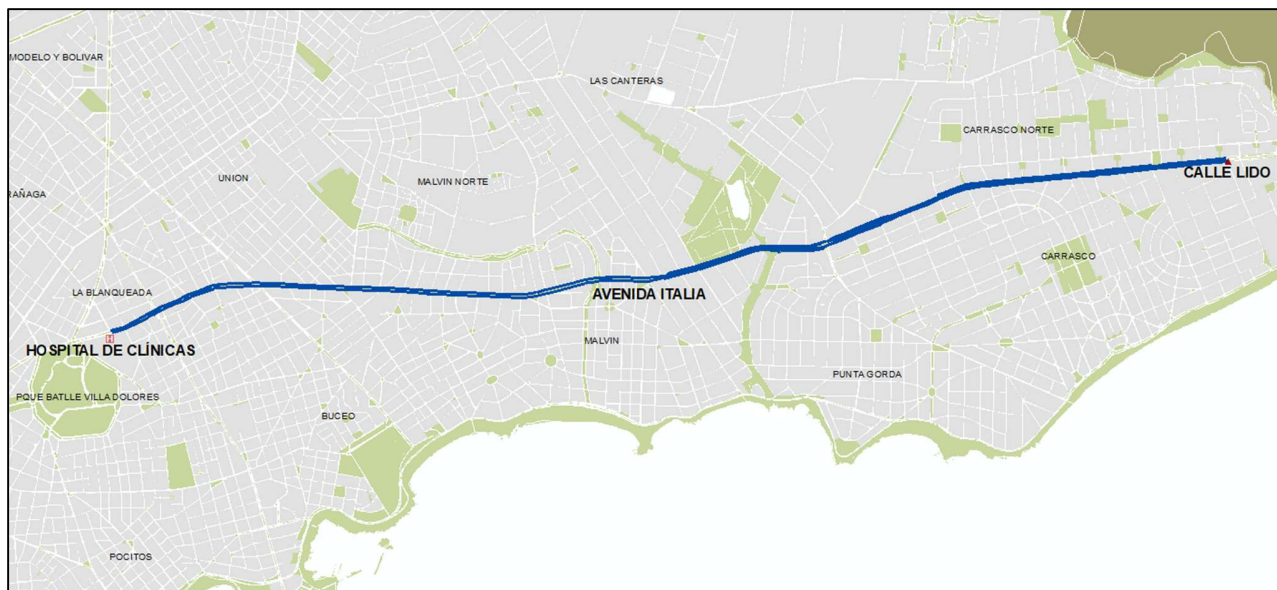 MODELO Y BOLIVAR
LAS CANTERAS
CARRASCO NORTE
CALLE LIDO
UNION
MALVIN NORTE
RAÑAGA
CARRASCO
LA BLANQUEADA
AVENIDA ITALIA
H
HOSPITAL DE CLÍNICAS
MALVIN
PUNTA GORDA
PQUE BATLLE VILLA DOLORES
BUCEO
POCITOS